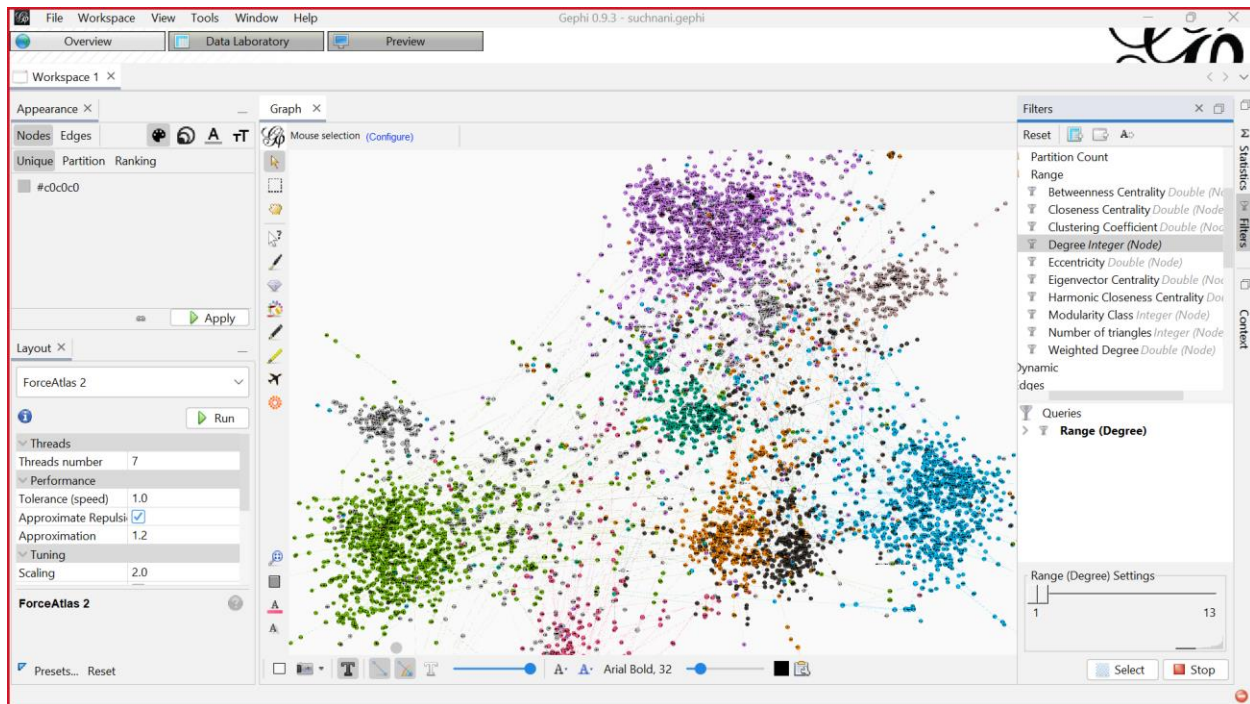 File Workspace View Tools Window Help Gephi 0.9.3 - suchnani.gephi
Overview Data Laboratory Preview
Workspace 1
Appearance
Nodes Edges
Unique Partition Ranking
#c0c0c0
Apply
Layout
ForceAtlas 2
Run
Threads
Threads number 7
Performance
Tolerance (speed) 1.0
Approximate Repulsi
Approximation 1.2
Tuning
Scaling 2.0
ForceAtlas 2
Presets... Reset
Graph
Mouse selection (Configure)
Arial Bold, 32
Filters
Reset
Partition Count
Range
Betweenness Centrality Double (No
Closeness Centrality Double (Node
Clustering Coefficient Double (Nod
Degree Integer (Node)
Eccentricity Double (Node)
Eigenvector Centrality Double (Nod
Harmonic Closeness Centrality Do
Modularity Class Integer (Node)
Number of triangles Integer (Node
Weighted Degree Double (Node)
Dynamic
Edges
Queries
Range (Degree)
Range (Degree) Settings
1 13
Select Stop
Statistics
Filters
Context